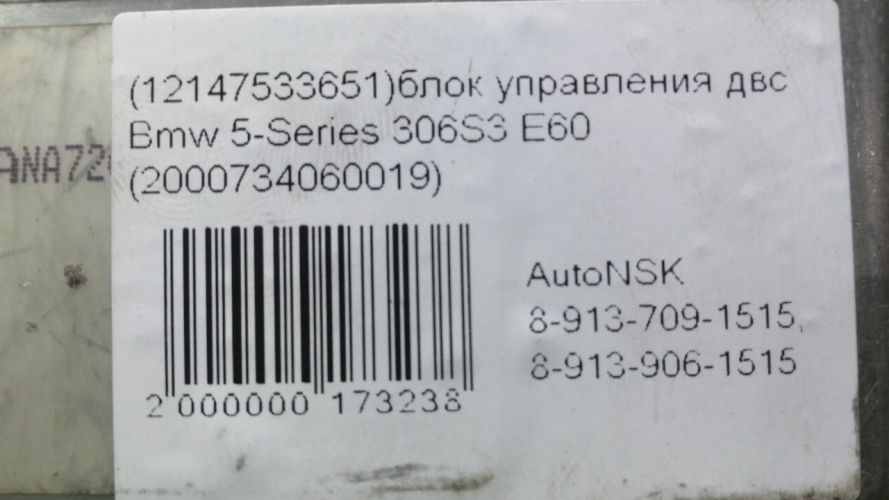 (12147533651)блок управления двс
Bmw 5-Series 306S3 E60
(2000734060019)
AutoNSK
8-913-709-1515,
8-913-906-1515
2 000000 173238